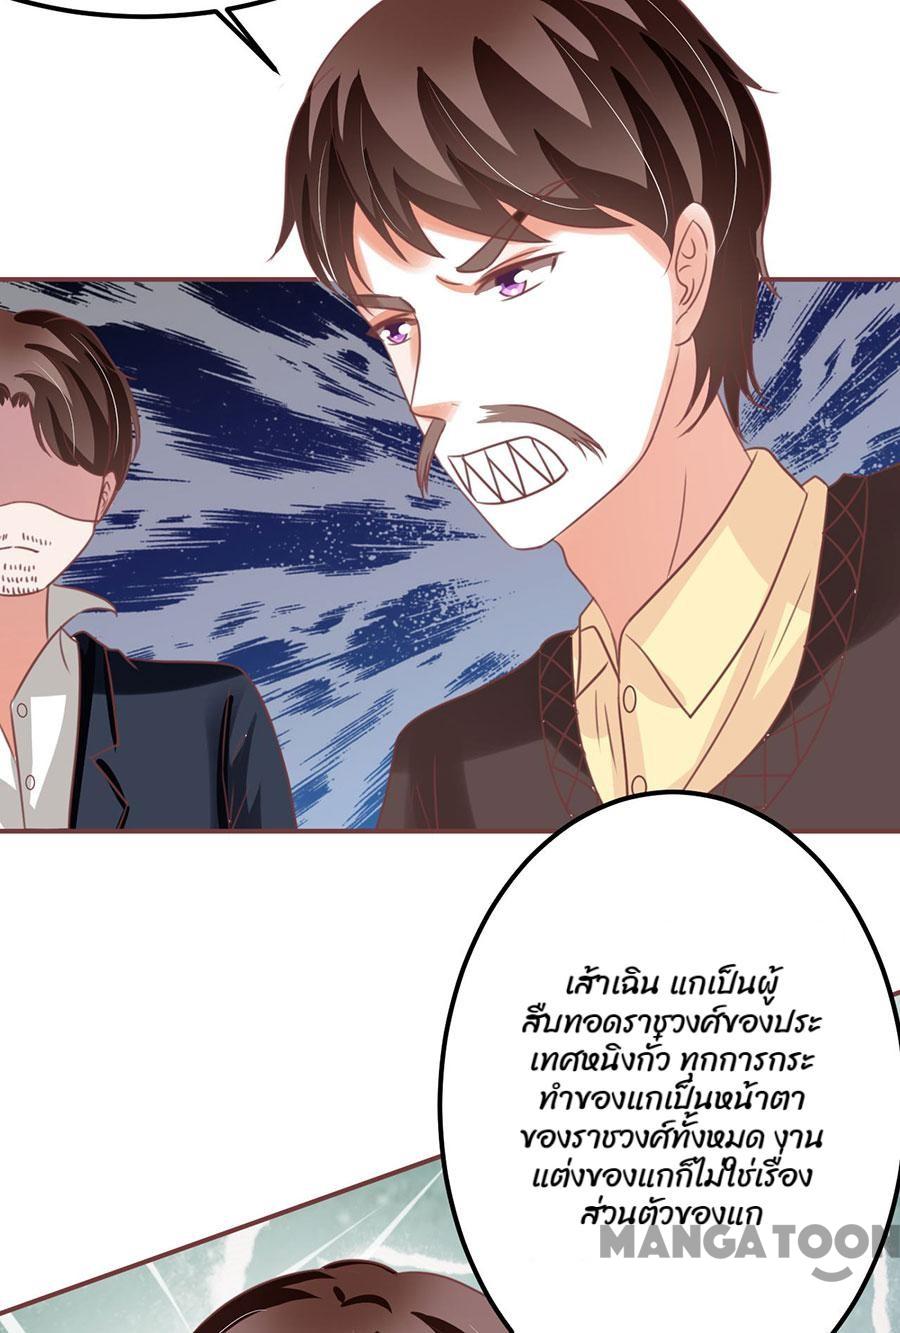 เส้าเฉิน แกเป็นผู้
สืบทอดราชวงศ์ของประ
เทศหนิงกั๋ว ทุกการกระ
ทำของแกเป็นหน้าตา
ของราชวงศ์ทั้งหมด งาน
แต่งของแกก็ไม่ใช่เรื่อง
ส่วนตัวของแก
MANGATOON